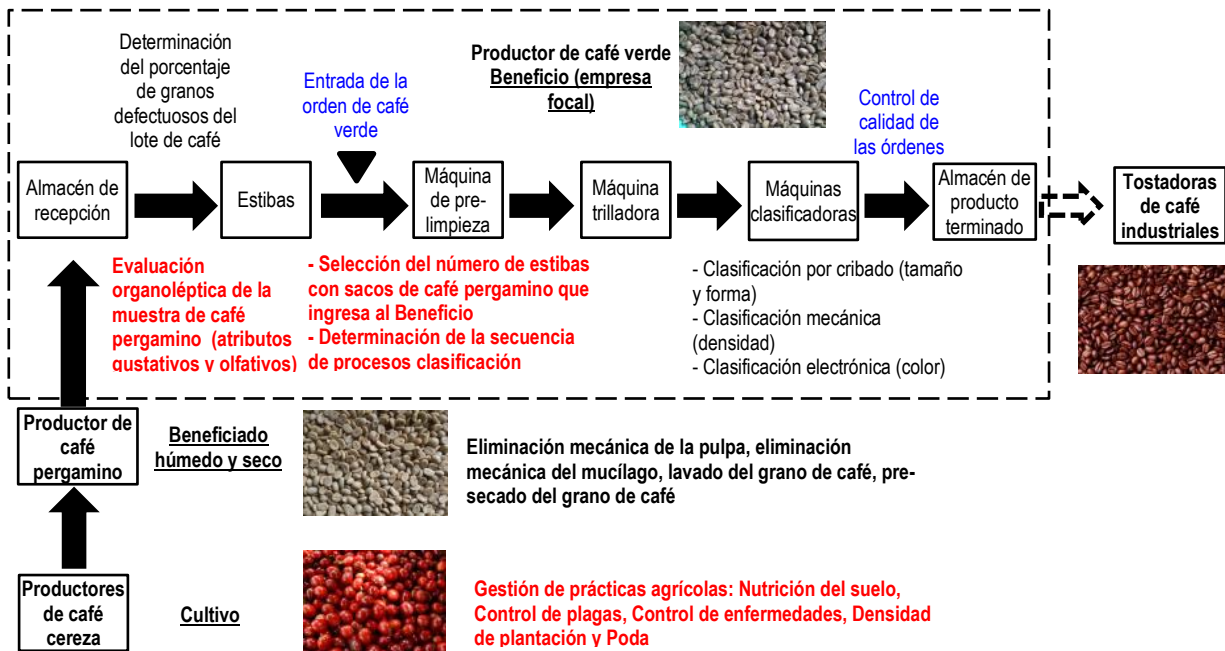 Determinación
del porcentaje
de granos
defectuosos del
lote de café
Entrada de la
orden de café
verde
Productor de café verde
Beneficio (empresa
focal)
Control de
calidad de
las órdenes
Almacén de
recepción
Estibas
Máquina
de pre-
limpieza
Máquina
trilladora
Máquinas
clasificadoras
Almacén de
producto
terminado
Tostadoras
de café
industriales
Evaluación
organoléptica de la
muestra de café
pergamino (atributos
gustativos y olfativos)
- Selección del número de estibas
con sacos de café pergamino que
ingresa al Beneficio
- Determinación de la secuencia
de procesos clasificación
- Clasificación por cribado (tamaño
y forma)
- Clasificación mecánica
(densidad)
- Clasificación electrónica (color)
Productor de
café
pergamino
Beneficiado
húmedo y seco
Eliminación mecánica de la pulpa, eliminación
mecánica del mucílago, lavado del grano de café, pre-
secado del grano de café
Productores
de café
cereza
Cultivo
Gestión de prácticas agrícolas: Nutrición del suelo,
Control de plagas, Control de enfermedades, Densidad
de plantación y Poda